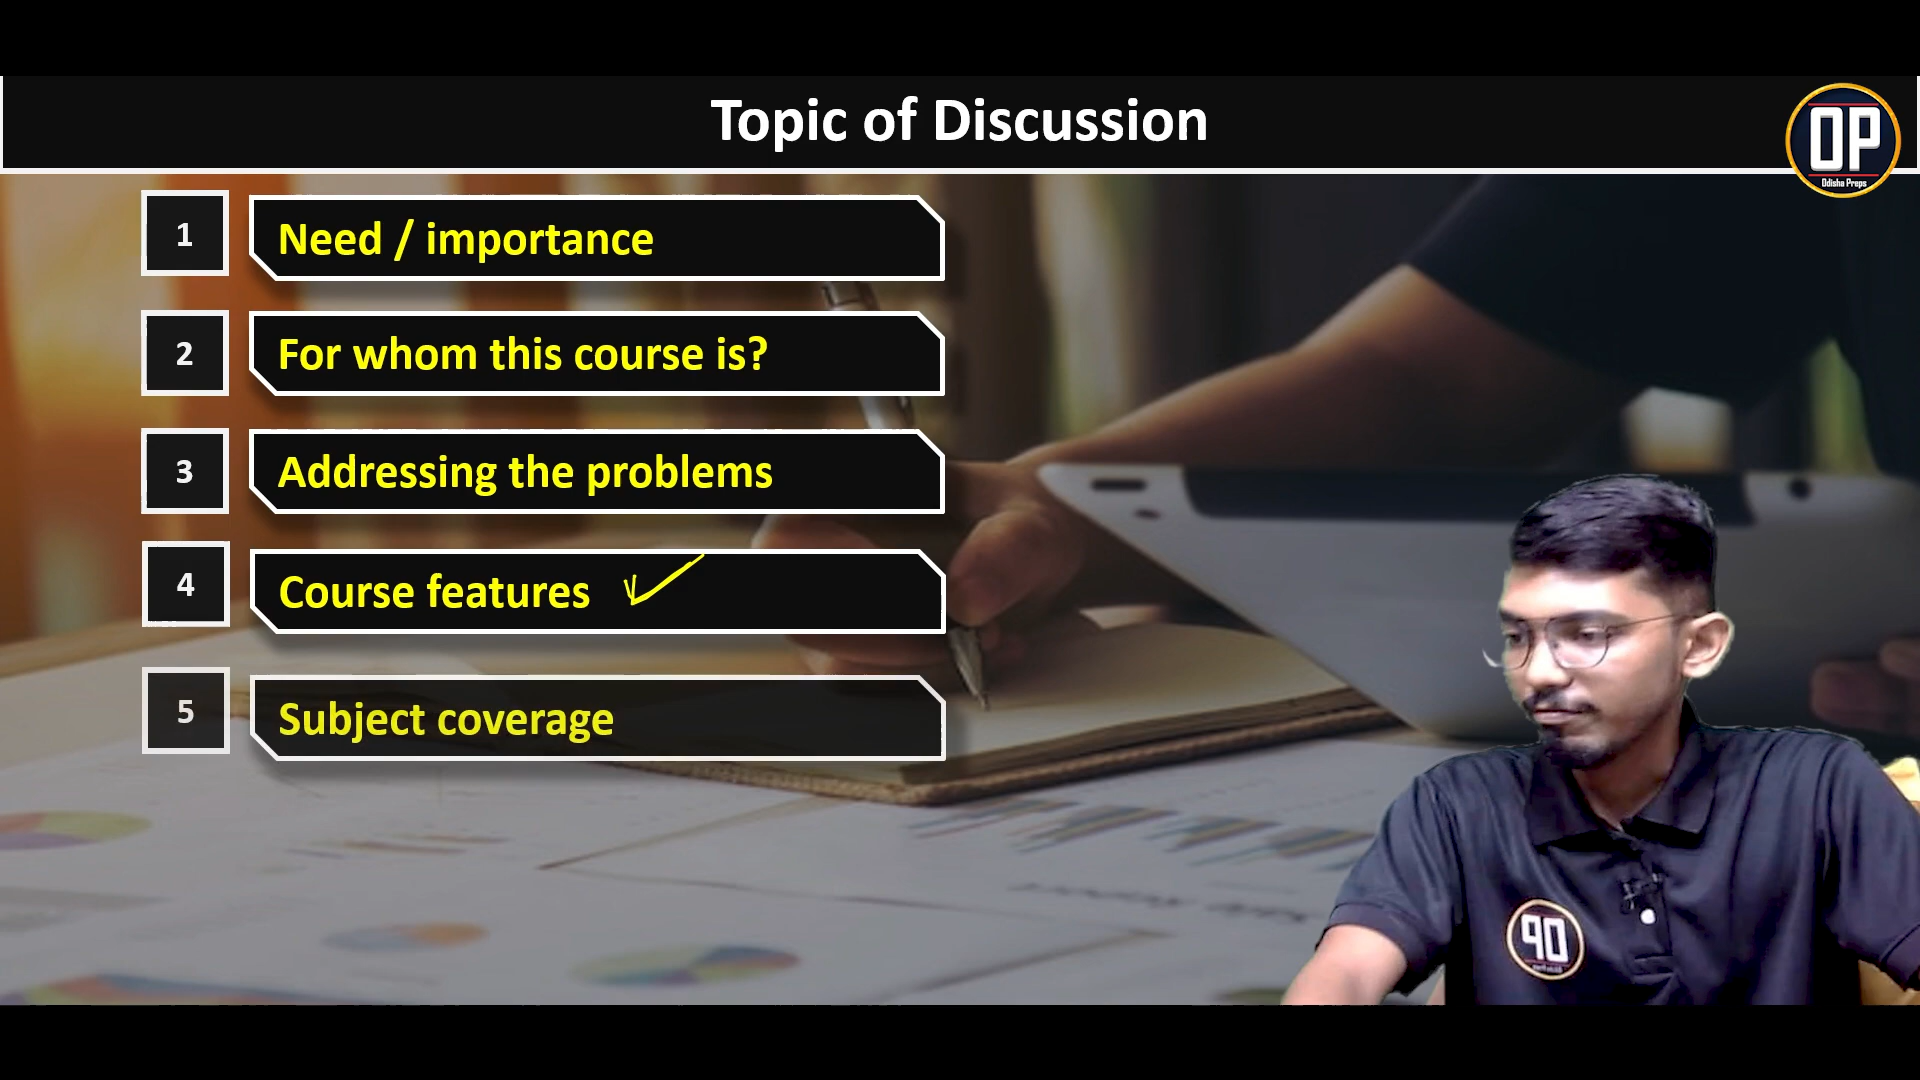 Topic of Discussion
OP
Odisha Preps
1
Need / importance
2
For whom this course is?
3
Addressing the problems
4
Course features
5
Subject coverage
OP